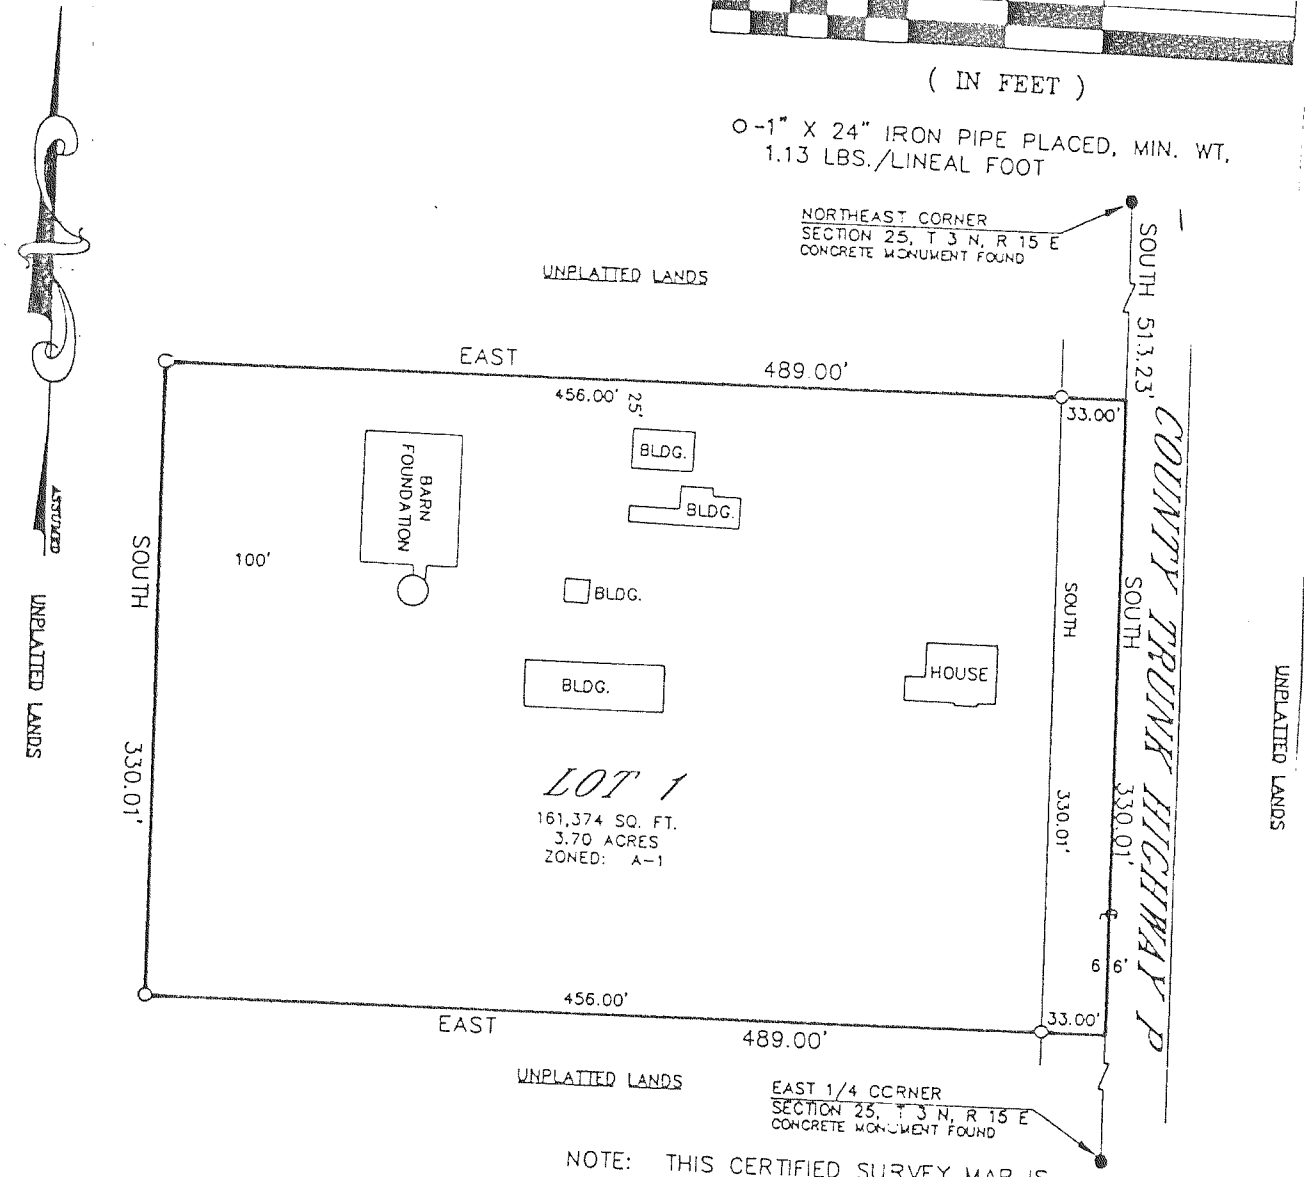 ( IN FEET )
O-1" X 24" IRON PIPE PLACED, MIN. WT,
1.13 LBS./LINEAL FOOT
NORTHEAST CORNER
SECTION 25, T 3 N, R 15 E
CONCRETE MONUMENT FOUND
SOUTH 513.23'
UNPLATTED LANDS
EAST 489.00'
456.00' 25'
33.00'
BLDG.
BARN
FOUNDATION
BLDG.
ASSUMED
SOUTH 330.01'
100'
BLDG.
SOUTH 330.01'
SOUTH 330.01'
COUNTY TRUNK HIGHWAY P
HOUSE
BLDG.
UNPLATTED LANDS
UNPLATTED LANDS
LOT 1
161,374 SQ. FT.
3.70 ACRES
ZONED: A-1
66'
456.00'
33.00'
EAST 489.00'
UNPLATTED LANDS
EAST 1/4 CORNER
SECTION 25, T 3 N, R 15 E
CONCRETE MONUMENT FOUND
NOTE: THIS CERTIFIED SURVEY MAP IS